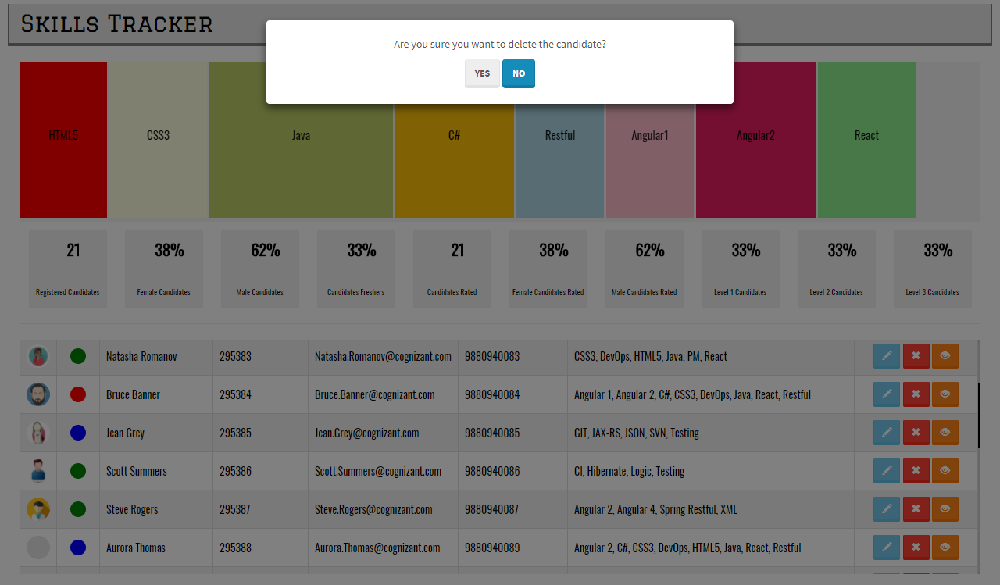 Skills Tracker
Are you sure you want to delete the candidate?
YES NO
HTML5 CSS3 Java C# Restful Angular1 Angular2 React
21 38% 62% 33% 21 38% 62% 33% 33% 33%
Registered Candidates Female Candidates Male Candidates Candidates Freshers Candidates Rated Female Candidates Rated Male Candidates Rated Level 1 Candidates Level 2 Candidates Level 3 Candidates
Natasha Romanov 295383 Natasha.Romanov@cognizant.com 9880940083 CSS3, DevOps, HTML5, Java, PM, React
Bruce Banner 295384 Bruce.Banner@cognizant.com 9880940084 Angular 1, Angular 2, C#, CSS3, DevOps, Java, React, Restful
Jean Grey 295385 Jean.Grey@cognizant.com 9880940085 GIT, JAX-RS, JSON, SVN, Testing
Scott Summers 295386 Scott.Summers@cognizant.com 9880940086 CI, Hibernate, Logic, Testing
Steve Rogers 295387 Steve.Rogers@cognizant.com 9880940087 Angular 2, Angular 4, Spring Restful, XML
Aurora Thomas 295388 Aurora.Thomas@cognizant.com 9880940089 Angular 2, C#, CSS3, DevOps, HTML5, Java, React, Restful